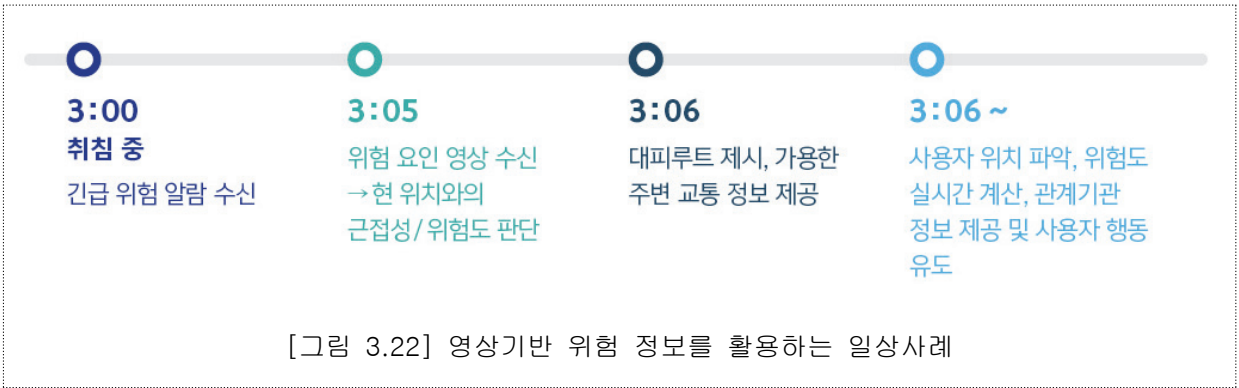 3:00
취침 중
긴급 위험 알람 수신
3:05
위험 요인 영상 수신
→현 위치와의
근접성/위험도 판단
3:06
대피루트 제시, 가용한
주변 교통 정보 제공
3:06 ~
사용자 위치 파악, 위험도
실시간 계산, 관계기관
정보 제공 및 사용자 행동
유도
[그림 3.22] 영상기반 위험 정보를 활용하는 일상사례